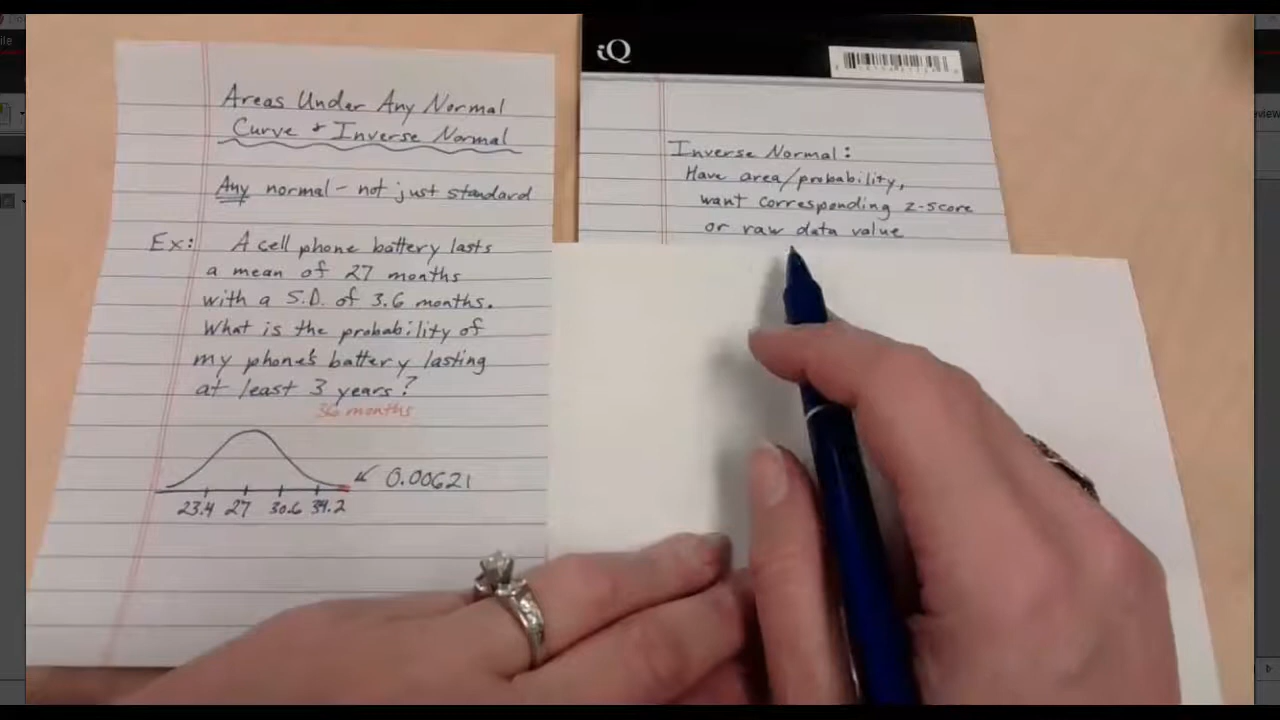 Areas Under Any Normal
Curve + Inverse Normal
Any normal - not just standard
Ex: A cell phone battery lasts
a mean of 27 months
with a S.D. of 3.6 months.
What is the probability of
my phone's battery lasting
at least 3 years?
36 months
0.00621
23.4 27 30.6 34.2
iQ
Inverse Normal:
Have area/probability,
want corresponding z-score
or raw data value